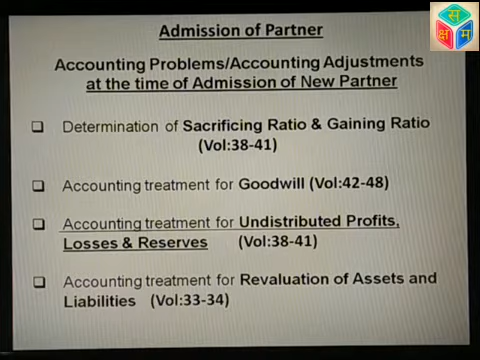 Admission of Partner
स
क्ष
म
Accounting Problems/Accounting Adjustments
at the time of Admission of New Partner
❑ Determination of Sacrificing Ratio & Gaining Ratio
(Vol:38-41)
❑ Accounting treatment for Goodwill (Vol:42-48)
❑ Accounting treatment for Undistributed Profits,
Losses & Reserves (Vol:38-41)
❑ Accounting treatment for Revaluation of Assets and
Liabilities (Vol:33-34)